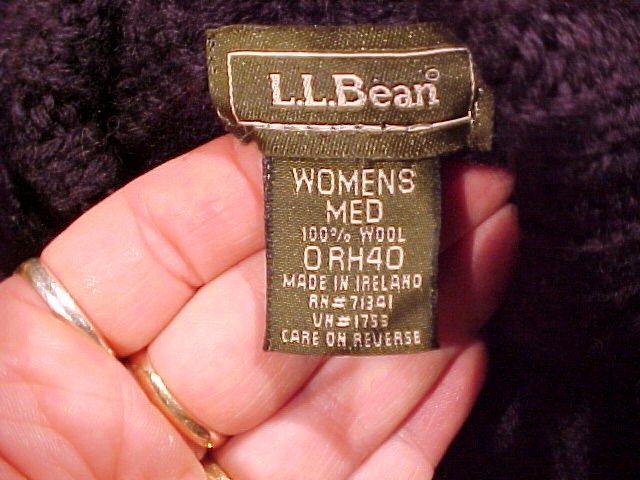 L.L.Bean®
WOMENS
MED
100% WOOL
0RH40
MADE IN IRELAND
RN#71341
VN#1753
CARE ON REVERSE